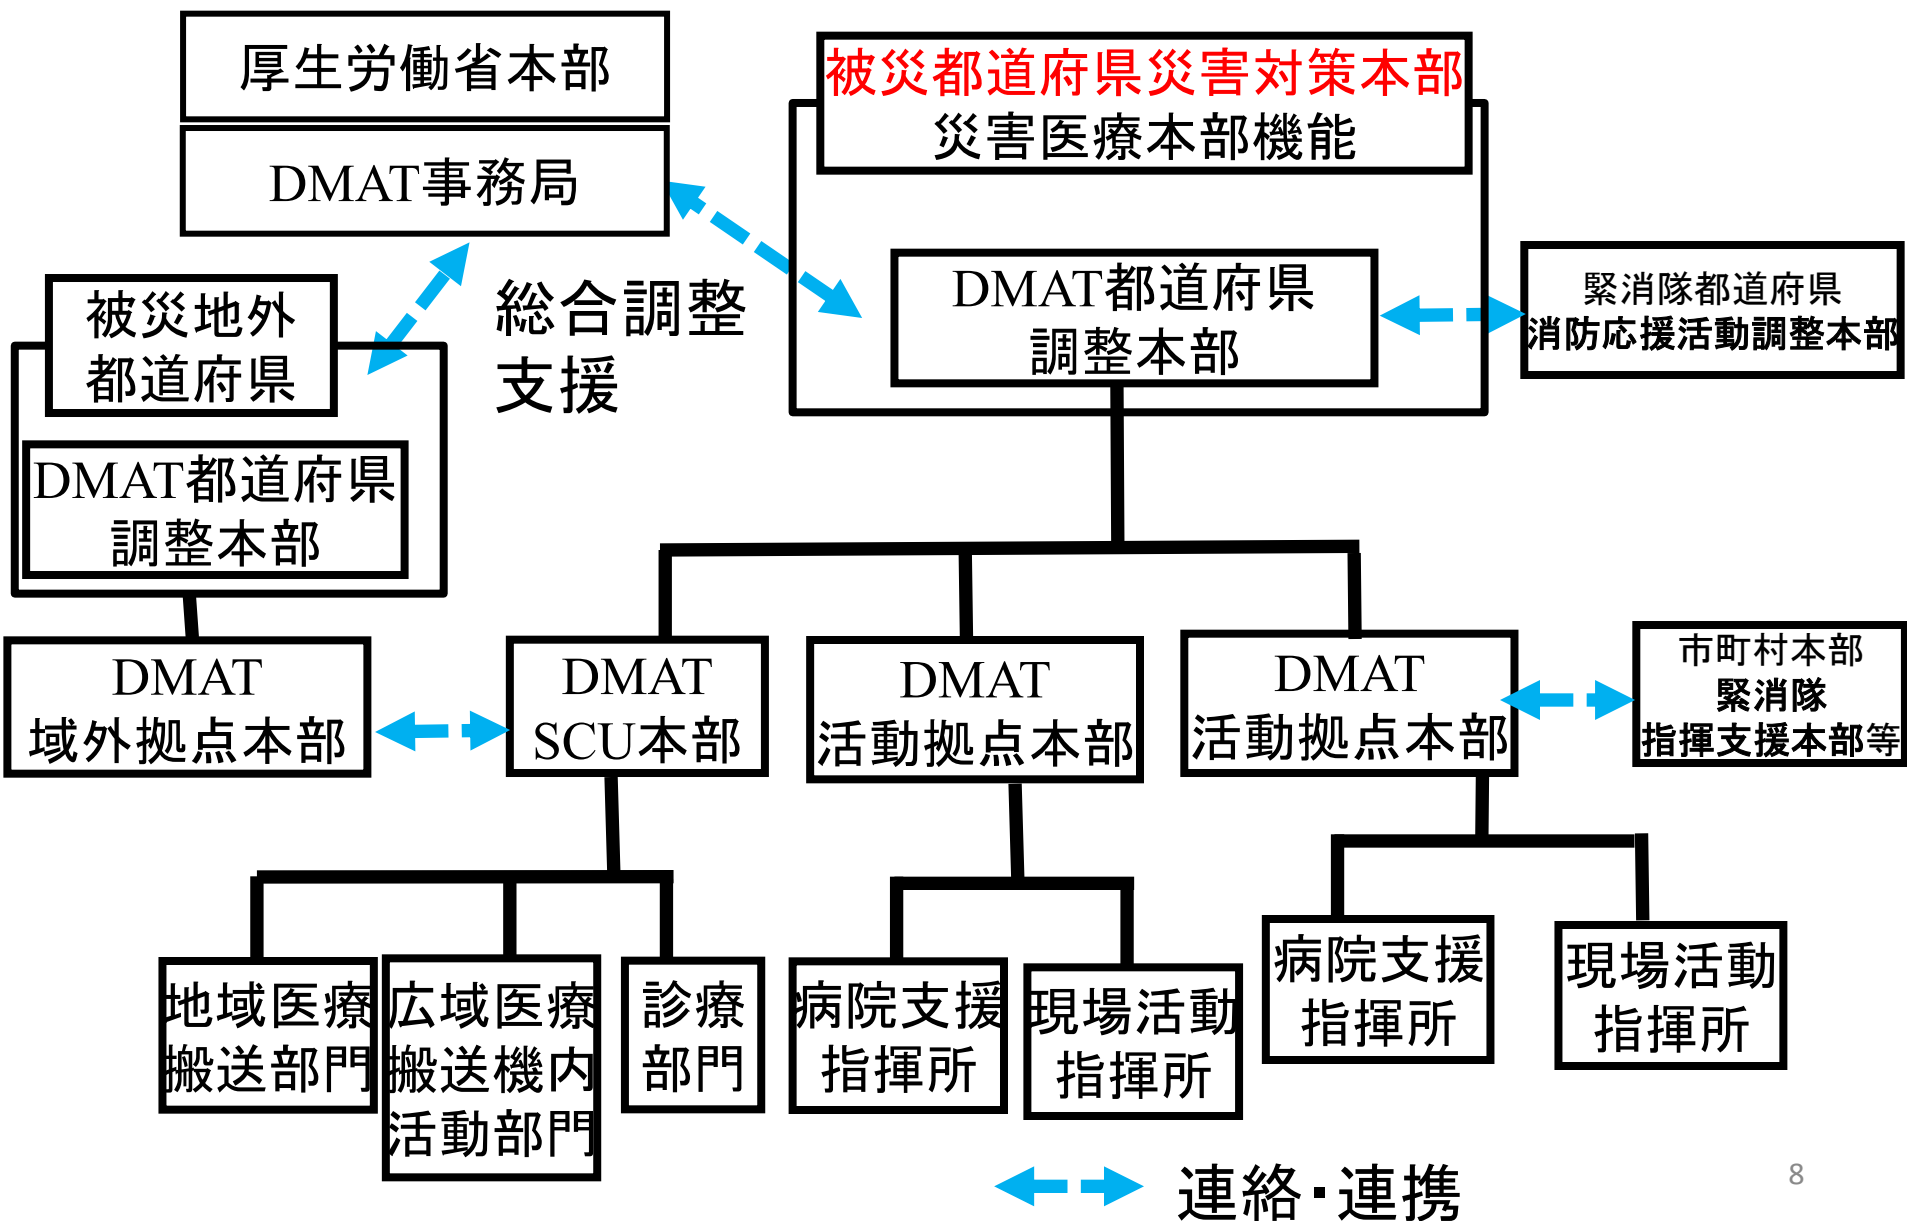 厚生労働省本部
DMAT事務局
被災都道府県災害対策本部
災害医療本部機能
DMAT都道府県
調整本部
緊消隊都道府県
消防応援活動調整本部
総合調整
支援
被災地外
都道府県
DMAT都道府県
調整本部
DMAT
域外拠点本部
DMAT
SCU本部
DMAT
活動拠点本部
DMAT
活動拠点本部
市町村本部
緊消隊
指揮支援本部等
地域医療
搬送部門
広域医療
搬送機内
活動部門
診療
部門
病院支援
指揮所
現場活動
指揮所
病院支援
指揮所
現場活動
指揮所
連絡・連携
8